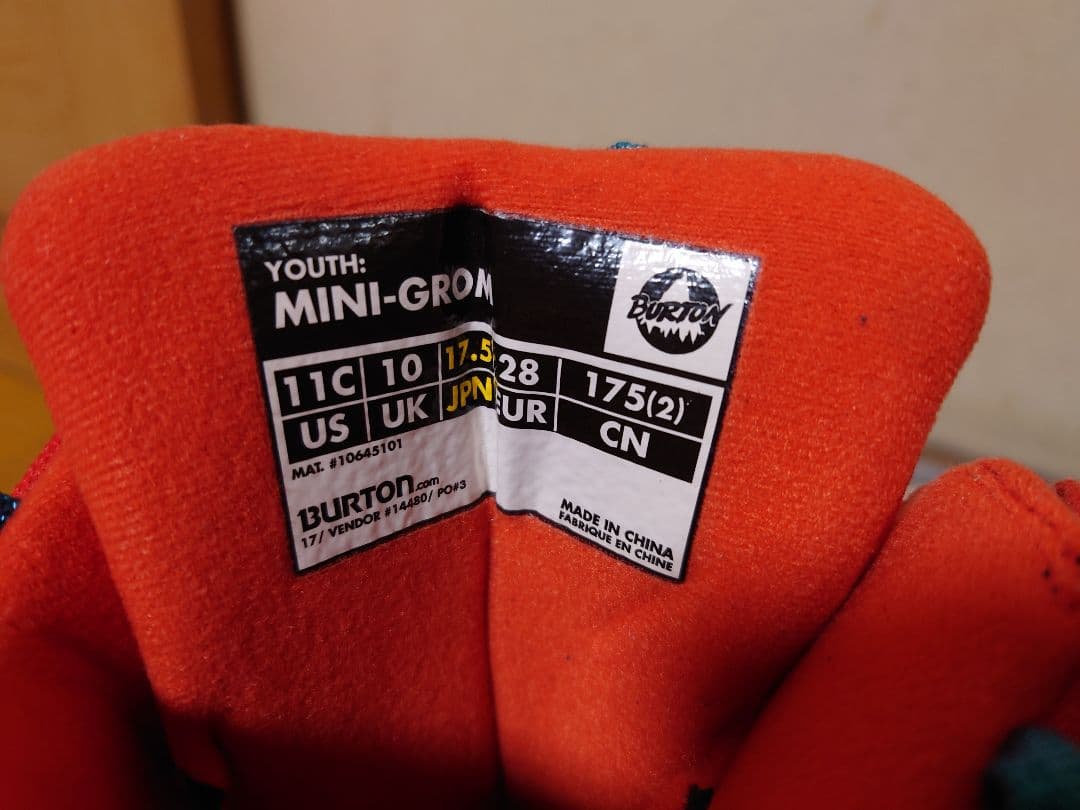 YOUTH:
MINI-GROM
BURTON
11C 10 17.5 28 175(2)
US UK JPN EUR CN
MAT. #10645101
BURTON.com
17/ VENDOR #14480/ PO#3
MADE IN CHINA
FABRIQUE EN CHINE